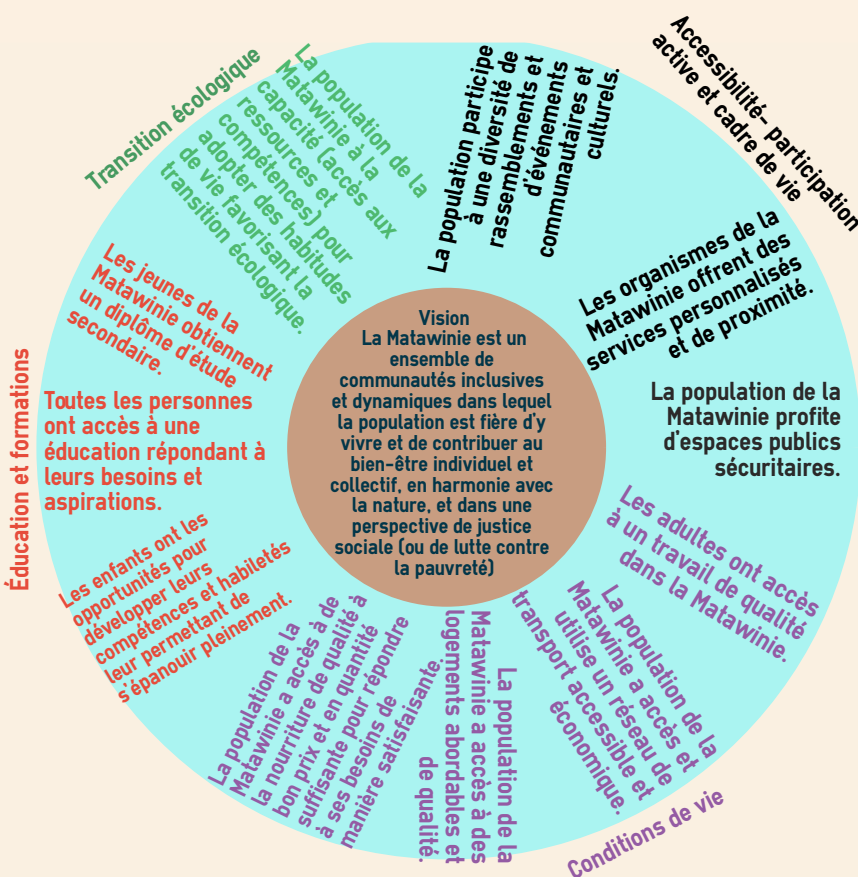 Vision
La Matawinie est un
ensemble de
communautés inclusives
et dynamiques dans lequel
la population est fière d'y
vivre et de contribuer au
bien-être individuel et
collectif, en harmonie avec
la nature, et dans une
perspective de justice
sociale (ou de lutte contre
la pauvreté)
Transition écologique
La population de la
Matawinie à la
capacité (accès aux
ressources et
compétences) pour
adopter des habitudes
de vie favorisant la
transition écologique.
La population participe
à une diversité de
rassemblements et
d'événements
communautaires et
culturels.
Accessibilité- participation
active et cadre de vie
Les organismes de la
Matawinie offrent des
services personnalisés
et de proximité.
La population de la
Matawinie profite
d'espaces publics
sécuritaires.
Les adultes ont accès
à un travail de qualité
dans la Matawinie.
La population de la
Matawinie a accès et
utilise un réseau de
transport accessible et
économique.
Conditions de vie
La population de la
Matawinie a accès à des
logements abordables et
de qualité.
La population de la
Matawinie a accès à de
la nourriture de qualité à
bon prix et en quantité
suffisante pour répondre
à ses besoins de
manière satisfaisante.
Les enfants ont les
opportunités pour
développer leurs
compétences et habiletés
leur permettant de
s'épanouir pleinement.
Éducation et formations
Toutes les personnes
ont accès à une
éducation répondant à
leurs besoins et
aspirations.
Les jeunes de la
Matawinie obtiennent
un diplôme d'étude
secondaire.